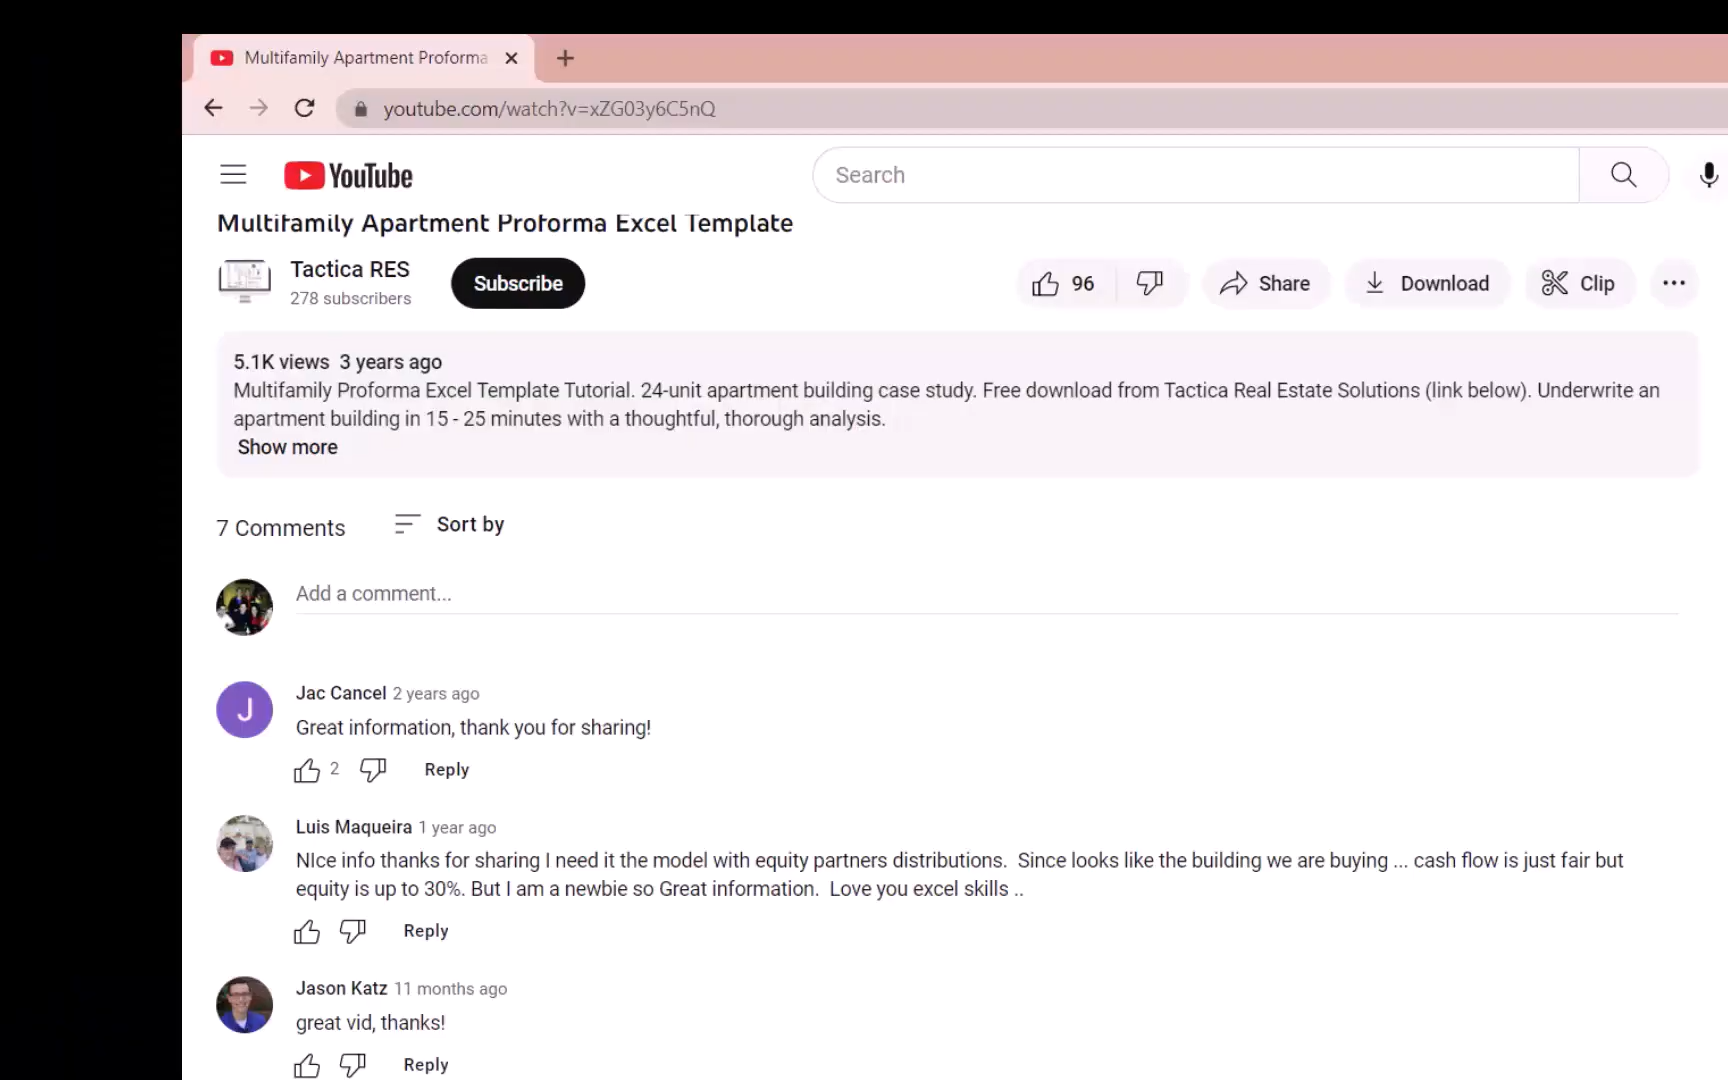 Multifamily Apartment Proforma
youtube.com/watch?v=xZG03y6C5nQ
YouTube
Search
Multifamily Apartment Proforma Excel Template
Tactica RES
278 subscribers
Subscribe
96
Share
Download
Clip
5.1K views 3 years ago
Multifamily Proforma Excel Template Tutorial. 24-unit apartment building case study. Free download from Tactica Real Estate Solutions (link below). Underwrite an
apartment building in 15 - 25 minutes with a thoughtful, thorough analysis.
Show more
7 Comments
Sort by
Add a comment...
J
Jac Cancel 2 years ago
Great information, thank you for sharing!
2
Reply
Luis Maqueira 1 year ago
NIce info thanks for sharing I need it the model with equity partners distributions. Since looks like the building we are buying ... cash flow is just fair but
equity is up to 30%. But I am a newbie so Great information. Love you excel skills ..
Reply
Jason Katz 11 months ago
great vid, thanks!
Reply